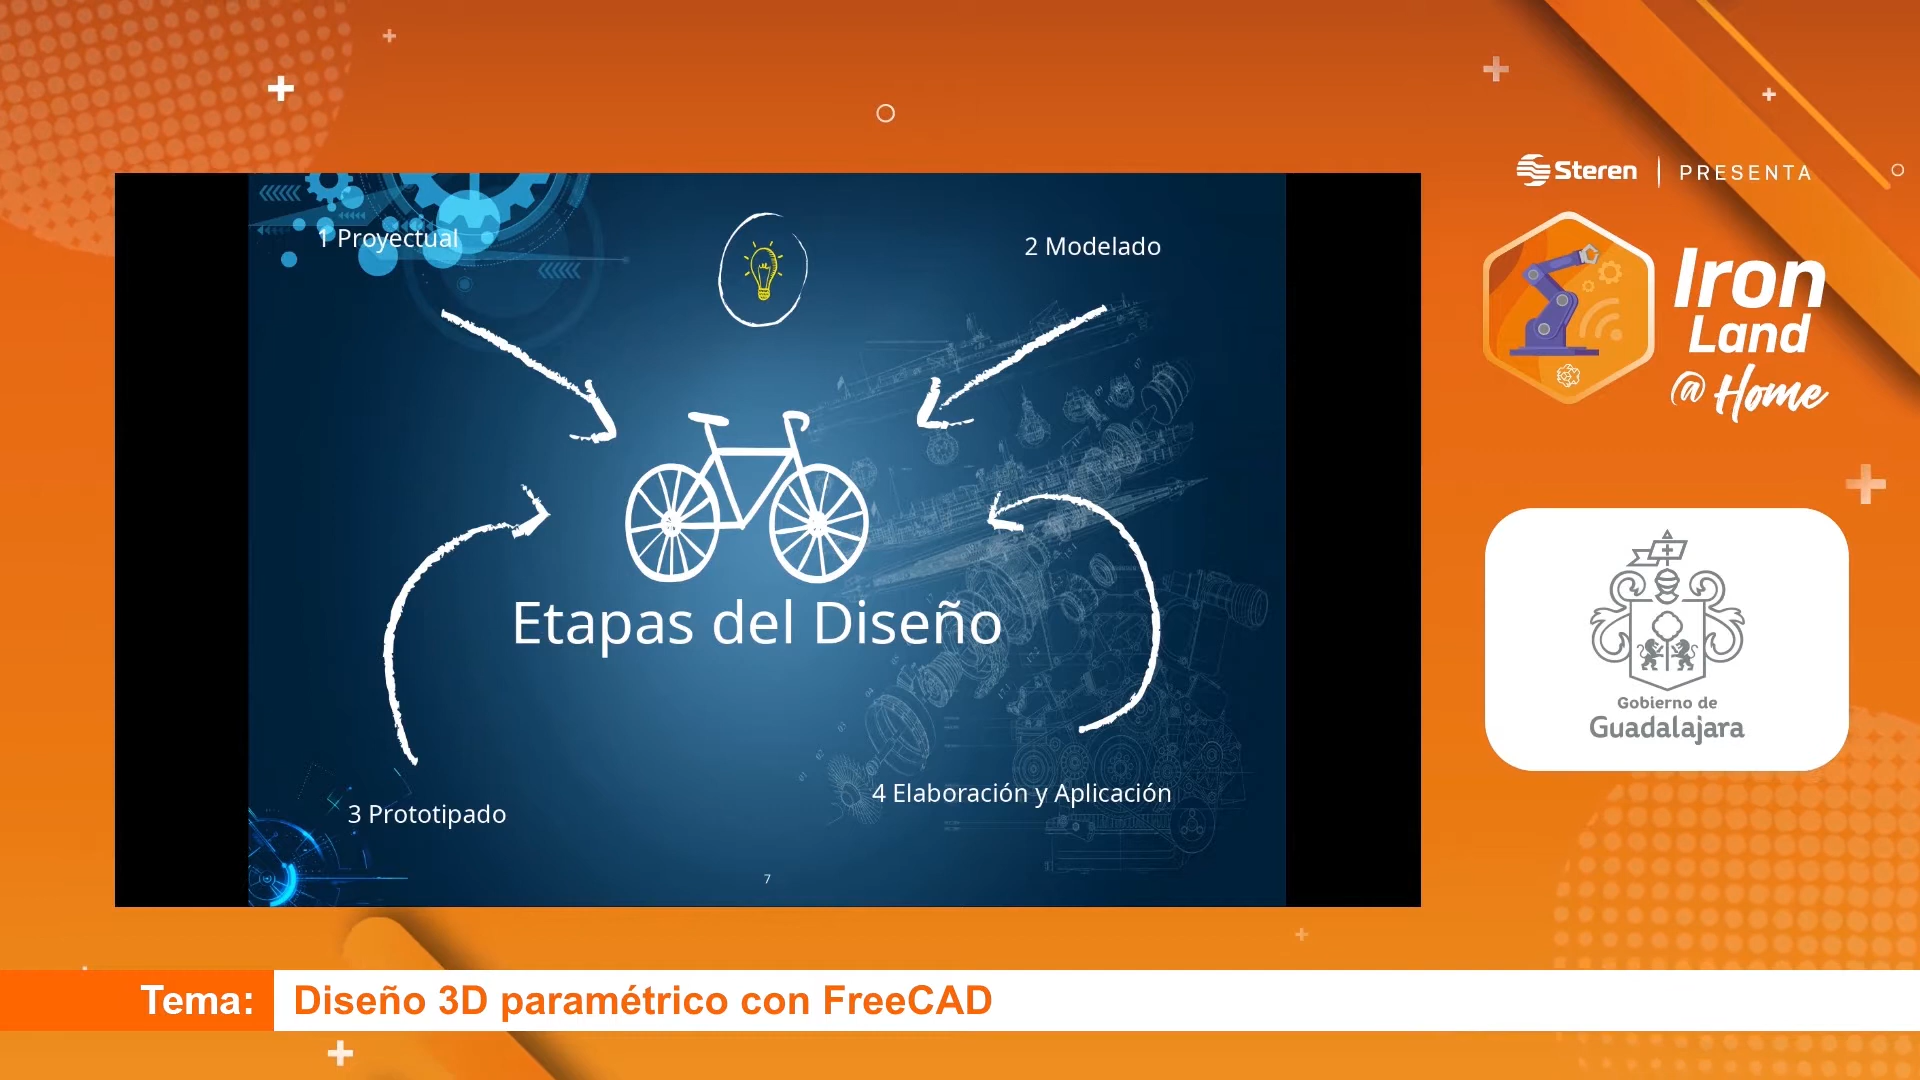 Steren | PRESENTA
Iron
Land
@ Home
1 Proyectual
2 Modelado
Etapas del Diseño
3 Prototipado
4 Elaboración y Aplicación
7
Gobierno de
Guadalajara
Tema: Diseño 3D paramétrico con FreeCAD